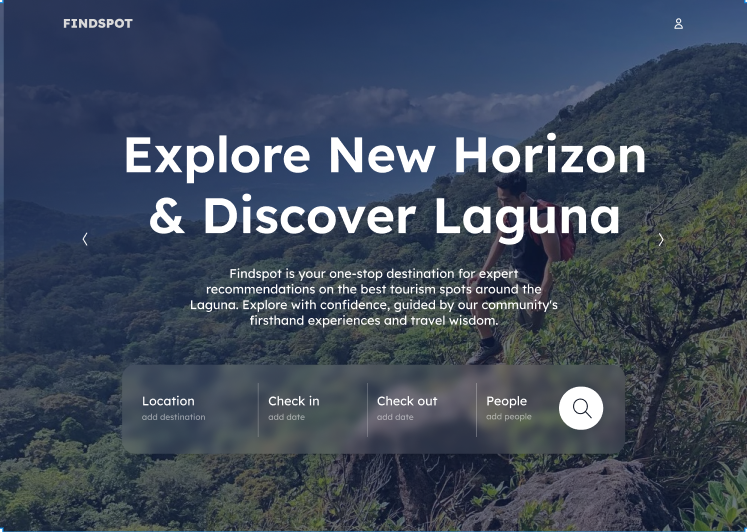 FINDSPOT
Explore New Horizon
& Discover Laguna
Findspot is your one-stop destination for expert
recommendations on the best tourism spots around the
Laguna. Explore with confidence, guided by our community's
firsthand experiences and travel wisdom.
Location
add destination
Check in
add date
Check out
add date
People
add people